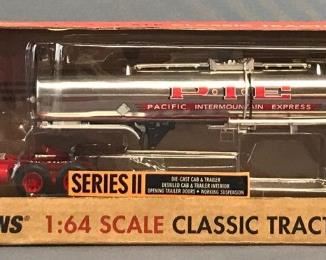 P·I·E
PACIFIC INTERMOUNTAIN EXPRESS
SERIES II
DIE-CAST CAB & TRAILER
DETAILED CAB & TRAILER INTERIOR
OPENING TRAILER DOORS • WORKING SUSPENSION
NS® 1:64 SCALE CLASSIC TRACT